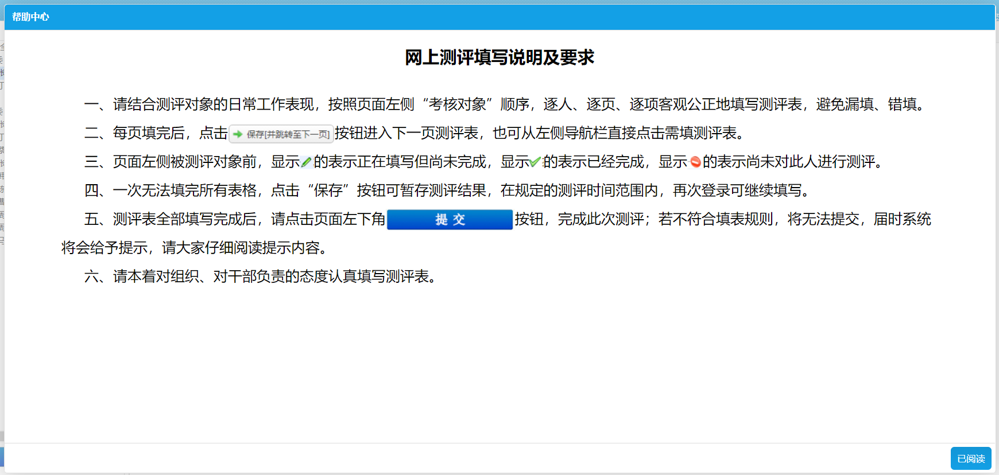 帮助中心
网上测评填写说明及要求
一、请结合测评对象的日常工作表现，按照页面左侧“考核对象”顺序，逐人、逐页、逐项客观公正地填写测评表，避免漏填、错填。
二、每页填完后，点击 保存[并跳转至下一页] 按钮进入下一页测评表，也可从左侧导航栏直接点击需填测评表。
三、页面左侧被测评对象前，显示的表示正在填写但尚未完成，显示的表示已经完成，显示的表示尚未对此人进行测评。
四、一次无法填完所有表格，点击“保存”按钮可暂存测评结果，在规定的测评时间范围内，再次登录可继续填写。
五、测评表全部填写完成后，请点击页面左下角 提 交 按钮，完成此次测评；若不符合填表规则，将无法提交，届时系统
将会给予提示，请大家仔细阅读提示内容。
六、请本着对组织、对干部负责的态度认真填写测评表。
已阅读